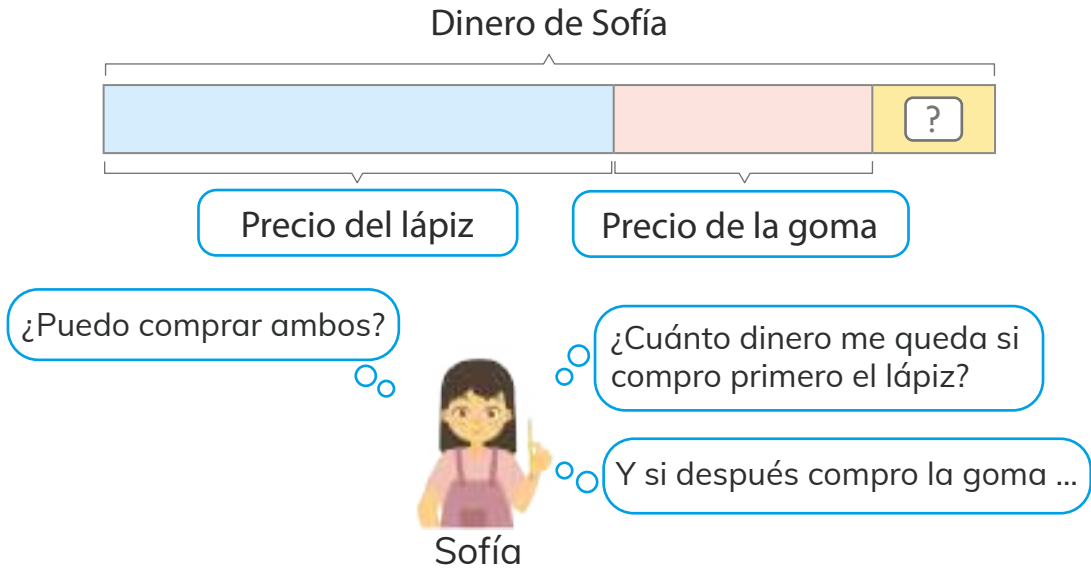 Dinero de Sofía
?
Precio del lápiz
Precio de la goma
¿Puedo comprar ambos?
¿Cuánto dinero me queda si
compro primero el lápiz?
Y si después compro la goma ...
Sofía